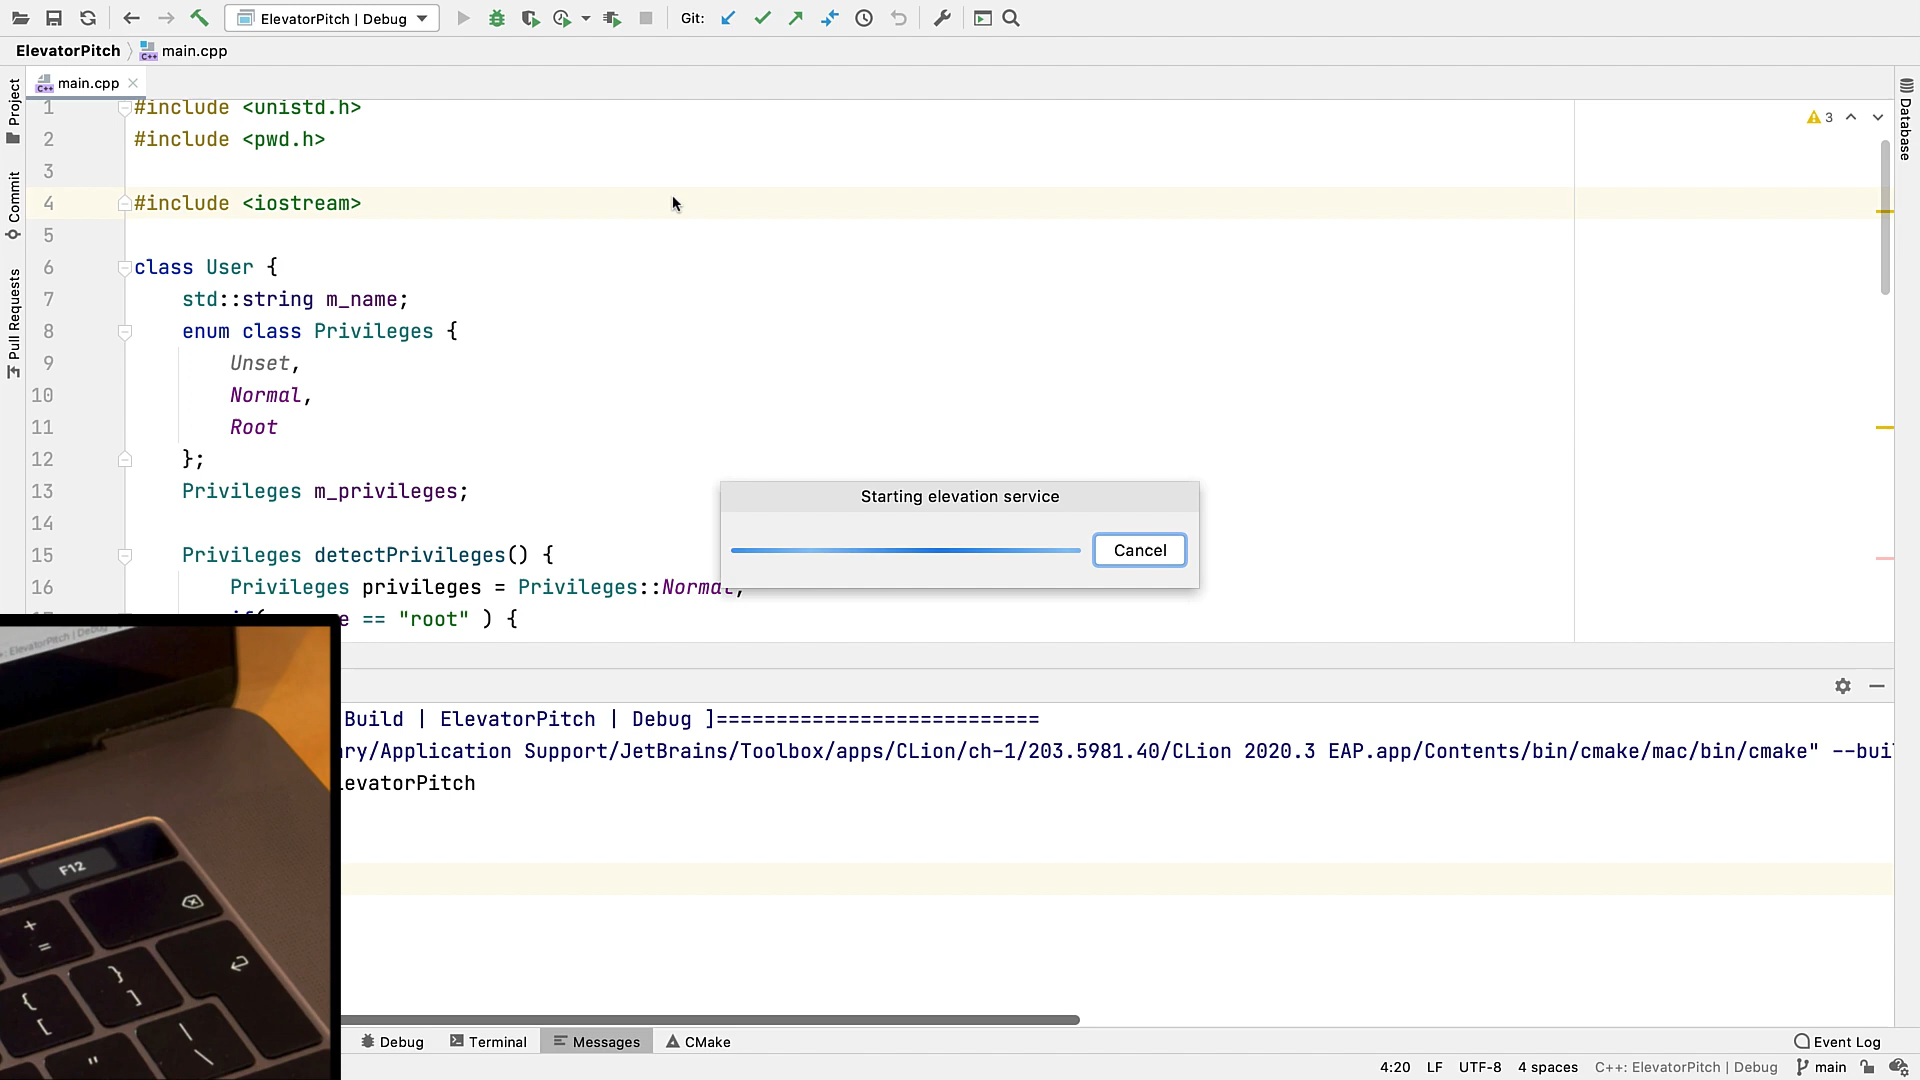 ElevatorPitch | Debug
Git:
ElevatorPitch
main.cpp
main.cpp
Project
Commit
Pull Requests
Database
3
1 #include <unistd.h>
2 #include <pwd.h>
3
4 #include <iostream>
5
6 class User {
7 std::string m_name;
8 enum class Privileges {
9 Unset,
10 Normal,
11 Root
12 };
13 Privileges m_privileges;
14
15 Privileges detectPrivileges() {
16 Privileges privileges = Privileges::Normal;
e == "root" ) {
Starting elevation service
Cancel
Build | ElevatorPitch | Debug ]===========================
ry/Application Support/JetBrains/Toolbox/apps/CLion/ch-1/203.5981.40/CLion 2020.3 EAP.app/Contents/bin/cmake/mac/bin/cmake" --buil
levatorPitch
: ElevatorPitch | Debug
F12
+
=
{
[
}
]
"
|
\
Debug
Terminal
Messages
CMake
Event Log
4:20 LF UTF-8 4 spaces C++: ElevatorPitch | Debug main